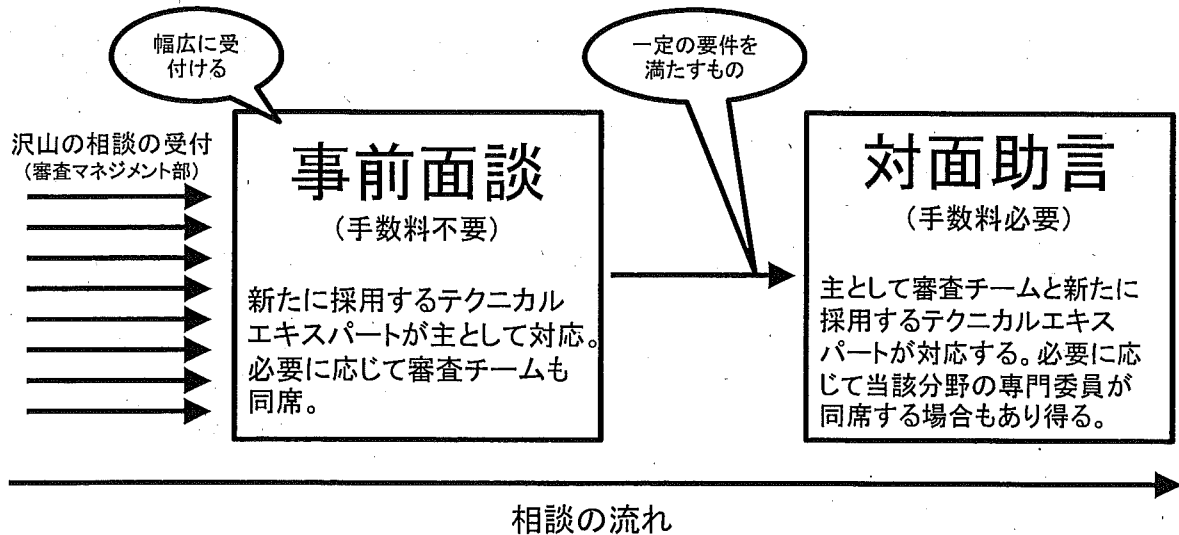 幅広に受
付ける
一定の要件を
満たすもの
沢山の相談の受付
(審査マネジメント部)
事前面談
(手数料不要)
新たに採用するテクニカル
エキスパートが主として対応。
必要に応じて審査チームも
同席。
対面助言
(手数料必要)
主として審査チームと新たに
採用するテクニカルエキス
パートが対応する。必要に応
じて当該分野の専門委員が
同席する場合もあり得る。
相談の流れ